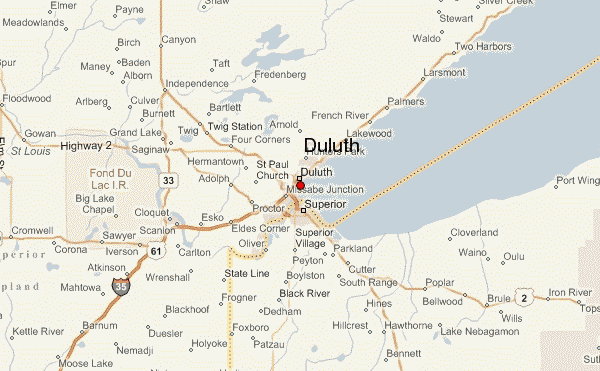 Elmer
Payne
Shaw
Silver Creek
Meadowlands
Stewart
Birch
Canyon
Waldo
Two Harbors
Spur
Maney
Baden
Taft
Alborn
Fredenberg
Larsmont
Independence
Floodwood
Culver
Arlberg
Burnett
Bartlett
French River
Palmers
Gowan
Grand Lake
Twig
Twig Station
Arnold
Lakewood
St Louis
Highway 2
Saginaw
Four Corners
Duluth
Hunters Park
Hermantown
St Paul
Church
Fond Du
Lac I.R.
33
Adolph
Duluth
Missabe Junction
Port Wing
Big Lake
Chapel
Cloquet
Proctor
Superior
Esko
Cromwell
Sawyer
Scanlon
Eldes Corner
Superior
Village
Cloverland
Corona
Iverson
61
Carlton
Oliver
Parkland
Waino
Oulu
Peyton
Atkinson
Wrenshall
State Line
Boylston
Cutter
35
Mahtowa
South Range
Poplar
Iron River
Frogner
Black River
Bellwood
Brule
2
Tops
Blackhoof
Dedham
Hines
Wills
Kettle River
Barnum
Duesler
Foxboro
Hillcrest
Hawthorne
Lake Nebagamon
Nemadji
Holyoke
Patzau
Moose Lake
Bennett